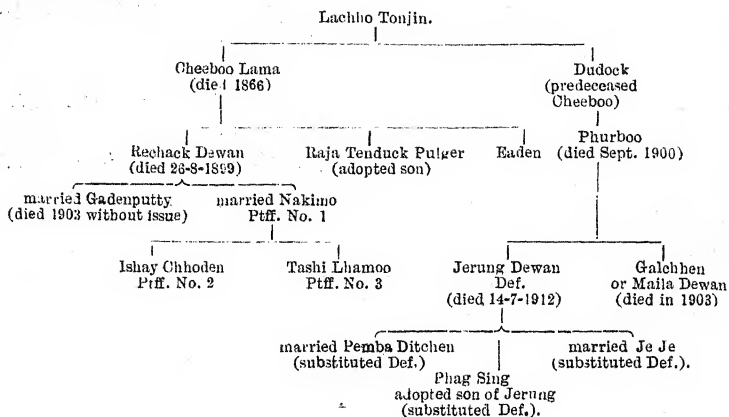 Lachho Tonjin.
Cheeboo Lama
(died 1866)
Dudock
(predeceased
Cheeboo)
Rechack Dewan
(died 26-8-1899)
Raja Tenduck Pulger
(adopted son)
Eaden
Phurboo
(died Sept. 1900)
married Gadenputty
(died 1903 without issue)
married Nakimo
Ptff. No. 1
Ishay Chhoden
Ptff. No. 2
Tashi Lhamoo
Ptff. No. 3
Jerung Dewan
Def.
(died 14-7-1912)
Galchhen
or Maila Dewan
(died in 1903)
married Pemba Ditchen
(substituted Def.)
married Je Je
(substituted Def.).
Phag Sing
adopted son of Jerung
(substituted Def.).